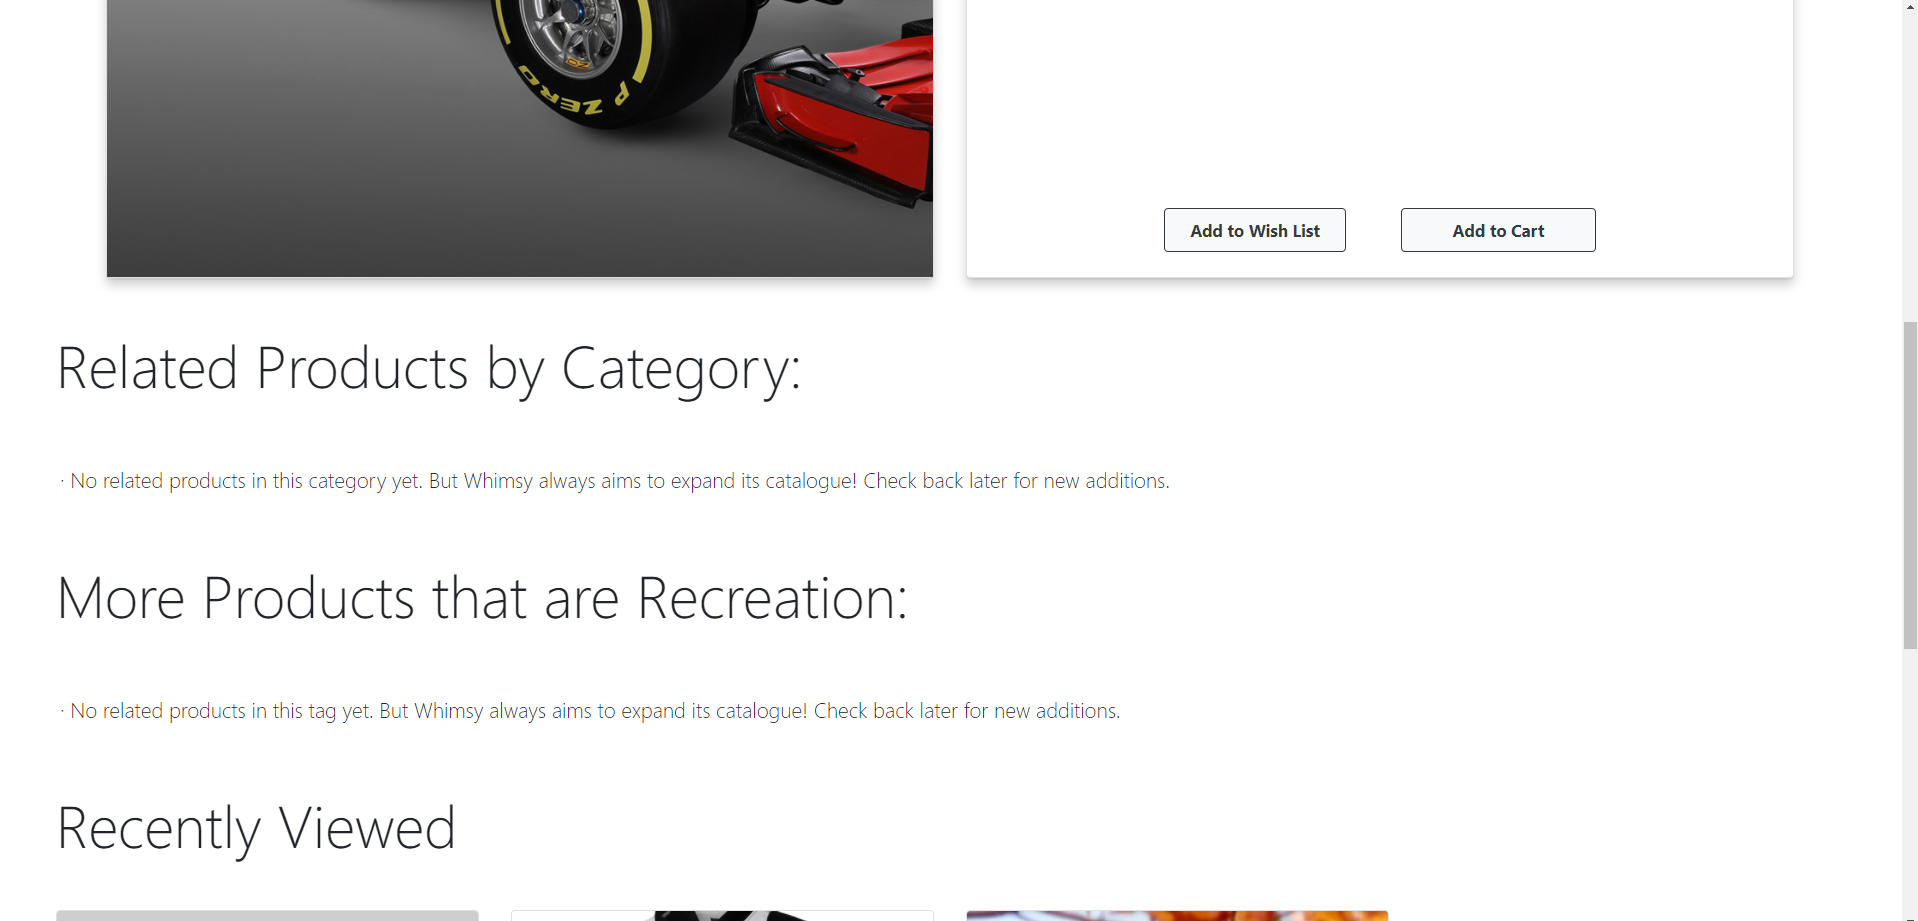 P ZERO
Add to Wish List
Add to Cart
Related Products by Category:
· No related products in this category yet. But Whimsy always aims to expand its catalogue! Check back later for new additions.
More Products that are Recreation:
· No related products in this tag yet. But Whimsy always aims to expand its catalogue! Check back later for new additions.
Recently Viewed